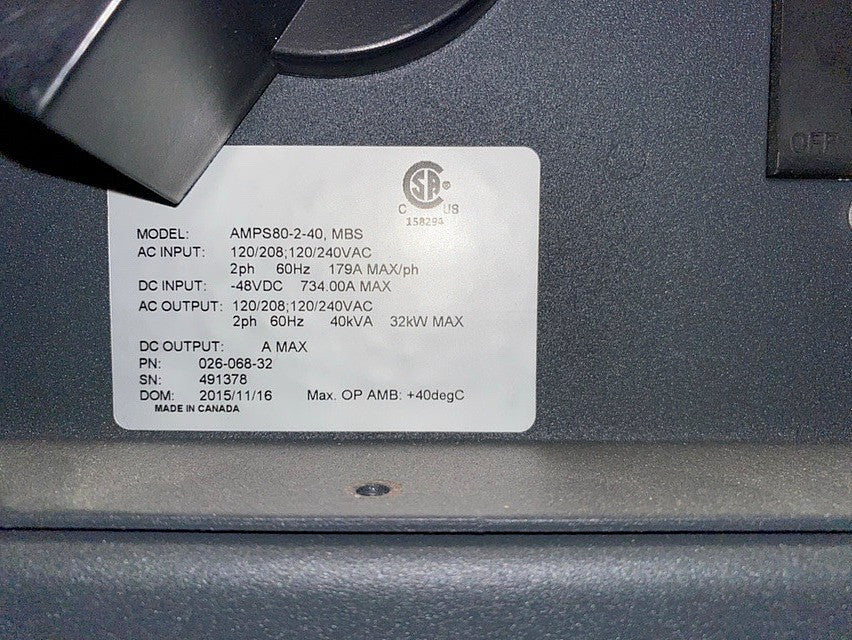 OFF
SA ®
C US
158294
MODEL: AMPS80-2-40, MBS
AC INPUT: 120/208;120/240VAC
2ph 60Hz 179A MAX/ph
DC INPUT: -48VDC 734.00A MAX
AC OUTPUT: 120/208;120/240VAC
2ph 60Hz 40kVA 32kW MAX
DC OUTPUT: A MAX
PN: 026-068-32
SN: 491378
DOM: 2015/11/16 Max. OP AMB: +40degC
MADE IN CANADA